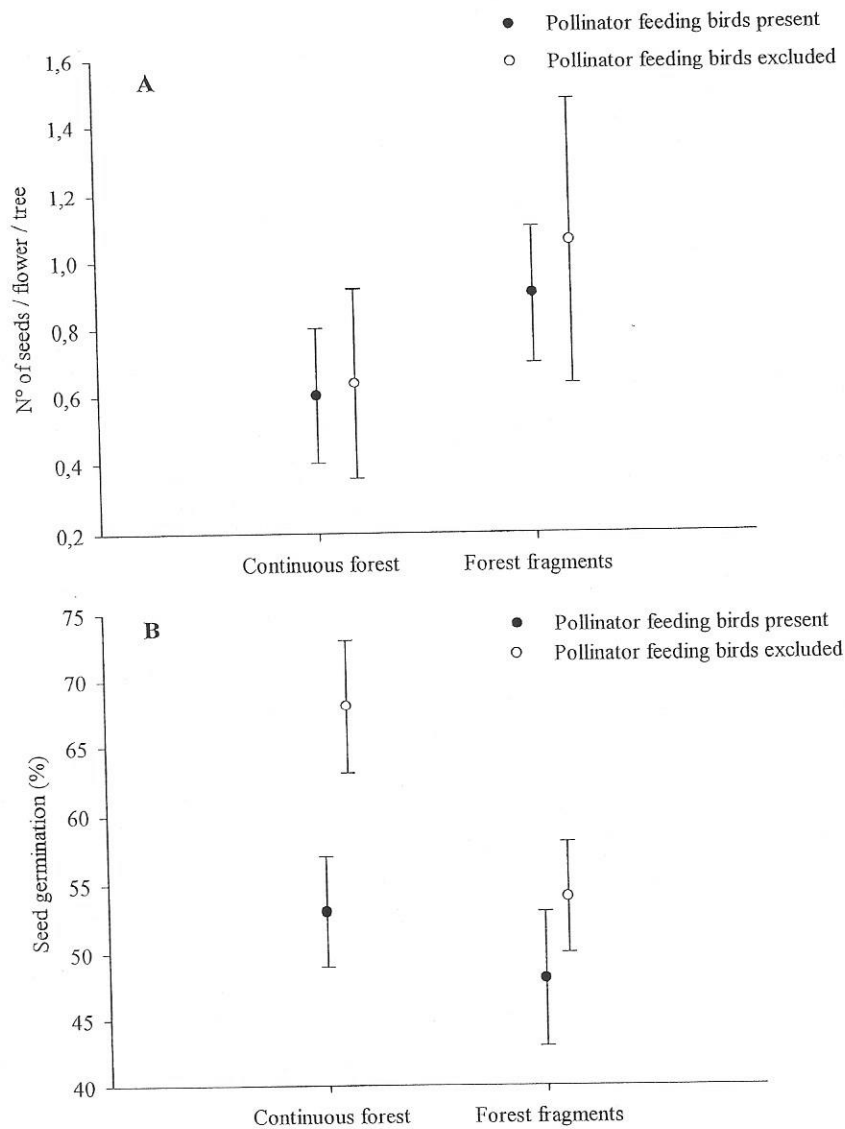 Pollinator feeding birds present
Pollinator feeding birds excluded
A
1,6
1,4
1,2
1,0
0,8
0,6
0,4
0,2
N° of seeds / flower / tree
Continuous forest Forest fragments
B
Pollinator feeding birds present
Pollinator feeding birds excluded
75
70
65
60
55
50
45
40
Seed germination (%)
Continuous forest Forest fragments